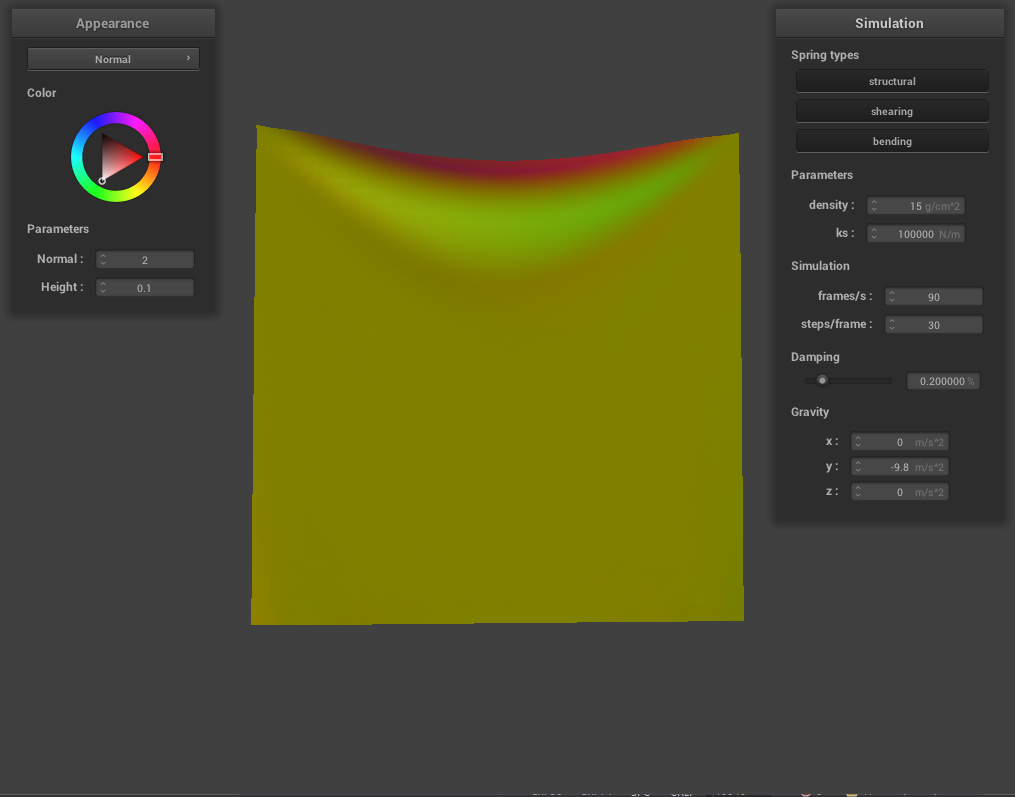 Appearance
Normal ›
Color
Parameters
Normal : 2
Height : 0.1
Simulation
Spring types
structural
shearing
bending
Parameters
density : 15 g/cm^2
ks : 100000 N/m
Simulation
frames/s : 90
steps/frame : 30
Damping
0.200000 %
Gravity
x : 0 m/s^2
y : -9.8 m/s^2
z : 0 m/s^2